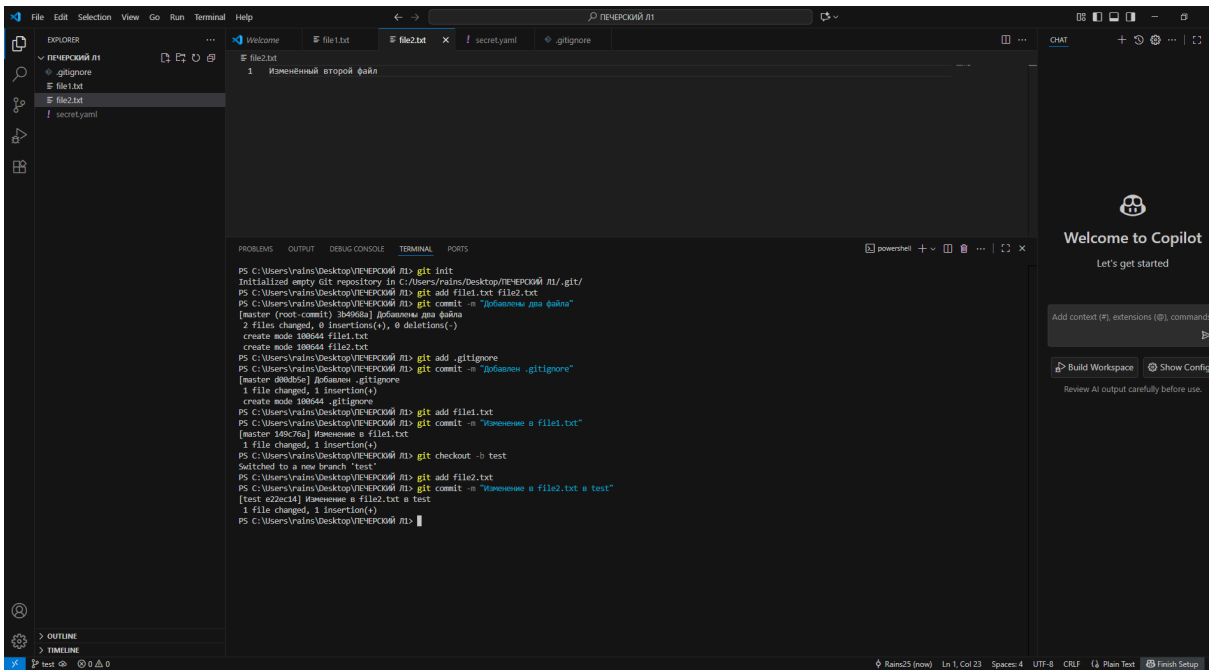 File Edit Selection View Go Run Terminal Help
ПЕЧЕРСКИЙ Л1
EXPLORER
ПЕЧЕРСКИЙ Л1
.gitignore
file1.txt
file2.txt
secret.yaml
Welcome file1.txt file2.txt secret.yaml .gitignore
file2.txt
1 Изменённый второй файл
PROBLEMS OUTPUT DEBUG CONSOLE TERMINAL PORTS
powershell
PS C:\Users\rains\Desktop\ПЕЧЕРСКИЙ Л1> git init
Initialized empty Git repository in C:/Users/rains/Desktop/ПЕЧЕРСКИЙ Л1/.git/
PS C:\Users\rains\Desktop\ПЕЧЕРСКИЙ Л1> git add file1.txt file2.txt
PS C:\Users\rains\Desktop\ПЕЧЕРСКИЙ Л1> git commit -m "Добавлены два файла"
[master (root-commit) 3b4968a] Добавлены два файла
2 files changed, 0 insertions(+), 0 deletions(-)
create mode 100644 file1.txt
create mode 100644 file2.txt
PS C:\Users\rains\Desktop\ПЕЧЕРСКИЙ Л1> git add .gitignore
PS C:\Users\rains\Desktop\ПЕЧЕРСКИЙ Л1> git commit -m "Добавлен .gitignore"
[master d00db5e] Добавлен .gitignore
1 file changed, 1 insertion(+)
create mode 100644 .gitignore
PS C:\Users\rains\Desktop\ПЕЧЕРСКИЙ Л1> git add file1.txt
PS C:\Users\rains\Desktop\ПЕЧЕРСКИЙ Л1> git commit -m "Изменение в file1.txt"
[master 149c76a] Изменение в file1.txt
1 file changed, 1 insertion(+)
PS C:\Users\rains\Desktop\ПЕЧЕРСКИЙ Л1> git checkout -b test
Switched to a new branch 'test'
PS C:\Users\rains\Desktop\ПЕЧЕРСКИЙ Л1> git add file2.txt
PS C:\Users\rains\Desktop\ПЕЧЕРСКИЙ Л1> git commit -m "Изменение в file2.txt в test"
[test e22ec14] Изменение в file2.txt в test
1 file changed, 1 insertion(+)
PS C:\Users\rains\Desktop\ПЕЧЕРСКИЙ Л1>
CHAT
Welcome to Copilot
Let's get started
Add context (#), extensions (@), commands
Build Workspace Show Config
Review AI output carefully before use.
OUTLINE
TIMELINE
test 0 0
Rains25 (now) Ln 1, Col 23 Spaces: 4 UTF-8 CRLF Plain Text Finish Setup